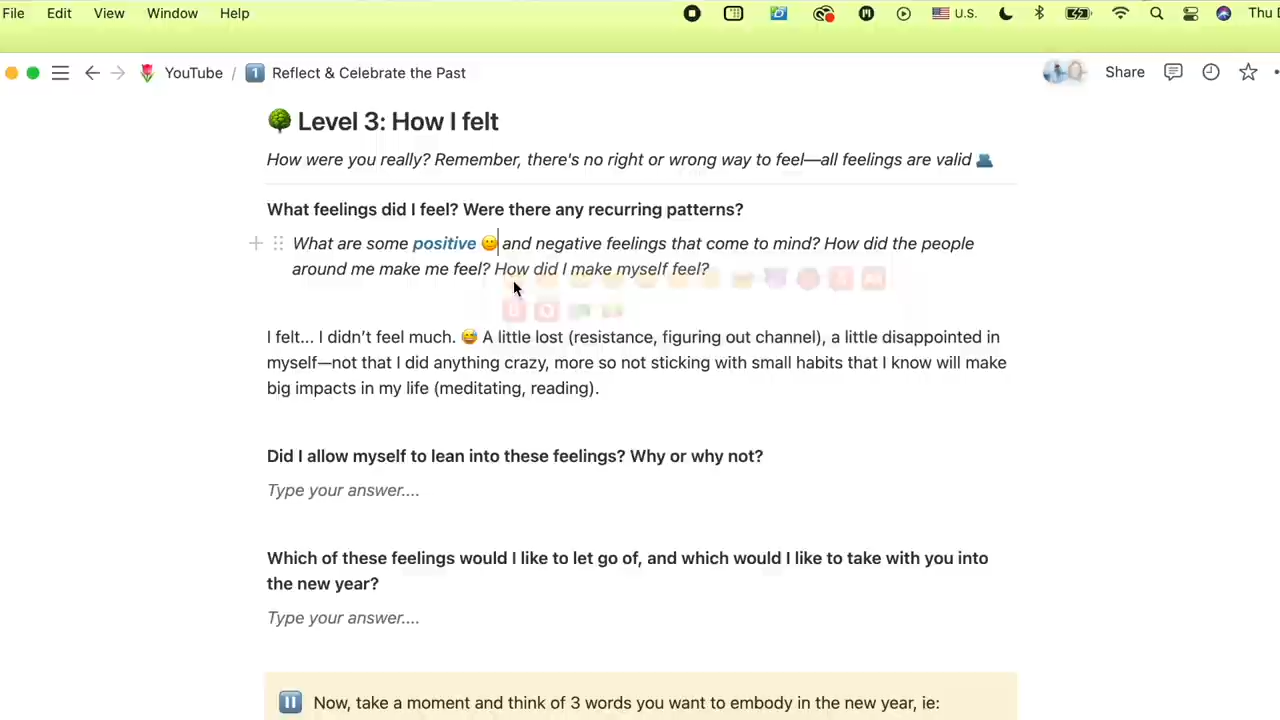 File Edit View Window Help U.S. Thu
YouTube / 1 Reflect & Celebrate the Past Share
Level 3: How I felt
How were you really? Remember, there's no right or wrong way to feel—all feelings are valid
What feelings did I feel? Were there any recurring patterns?
What are some positive and negative feelings that come to mind? How did the people
around me make me feel? How did I make myself feel?
I felt... I didn’t feel much. 😅 A little lost (resistance, figuring out channel), a little disappointed in
myself—not that I did anything crazy, more so not sticking with small habits that I know will make
big impacts in my life (meditating, reading).
Did I allow myself to lean into these feelings? Why or why not?
Type your answer....
Which of these feelings would I like to let go of, and which would I like to take with you into
the new year?
Type your answer....
Now, take a moment and think of 3 words you want to embody in the new year, ie: